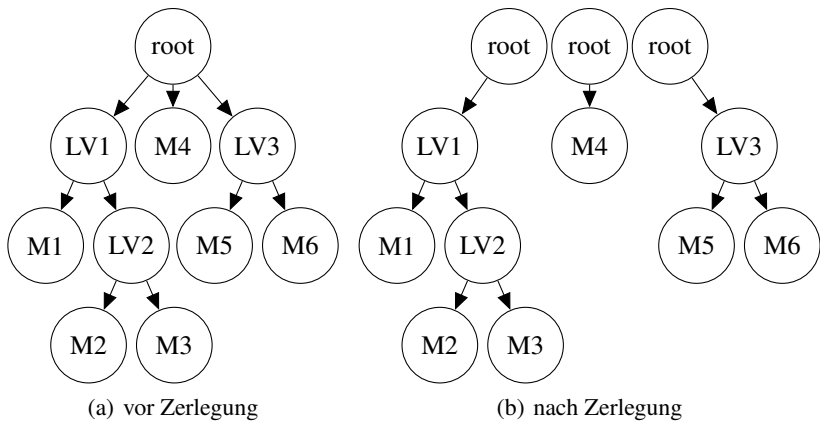 root root root root
LV1 M4 LV3 LV1 M4 LV3
M1 LV2 M5 M6 M1 LV2 M5 M6
M2 M3 M2 M3
(a) vor Zerlegung (b) nach Zerlegung